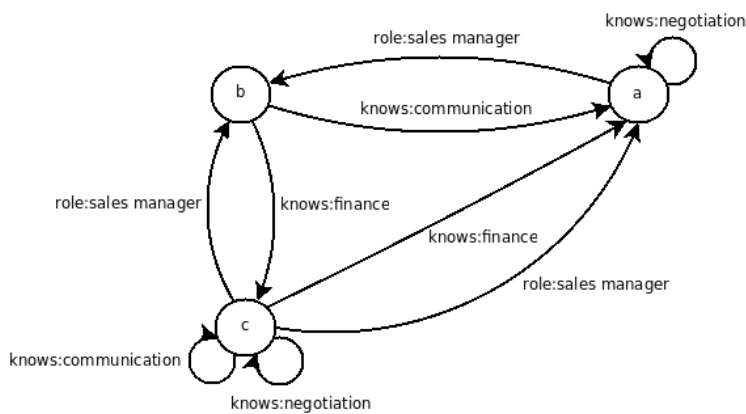 knows:negotiation
role:sales manager
b
a
knows:communication
role:sales manager
knows:finance
knows:finance
role:sales manager
c
knows:communication
knows:negotiation